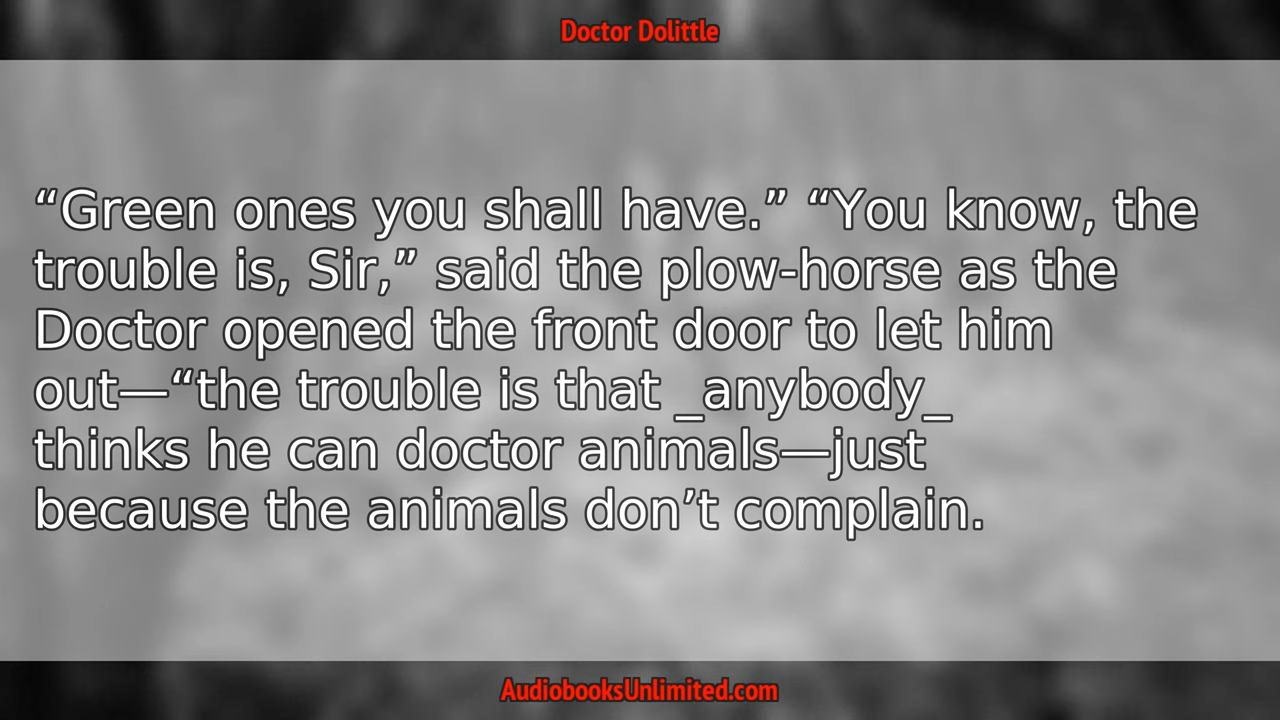 Doctor Dolittle
“Green ones you shall have.” “You know, the
trouble is, Sir,” said the plow-horse as the
Doctor opened the front door to let him
out—“the trouble is that _anybody_
thinks he can doctor animals—just
because the animals don’t complain.
AudiobooksUnlimited.com